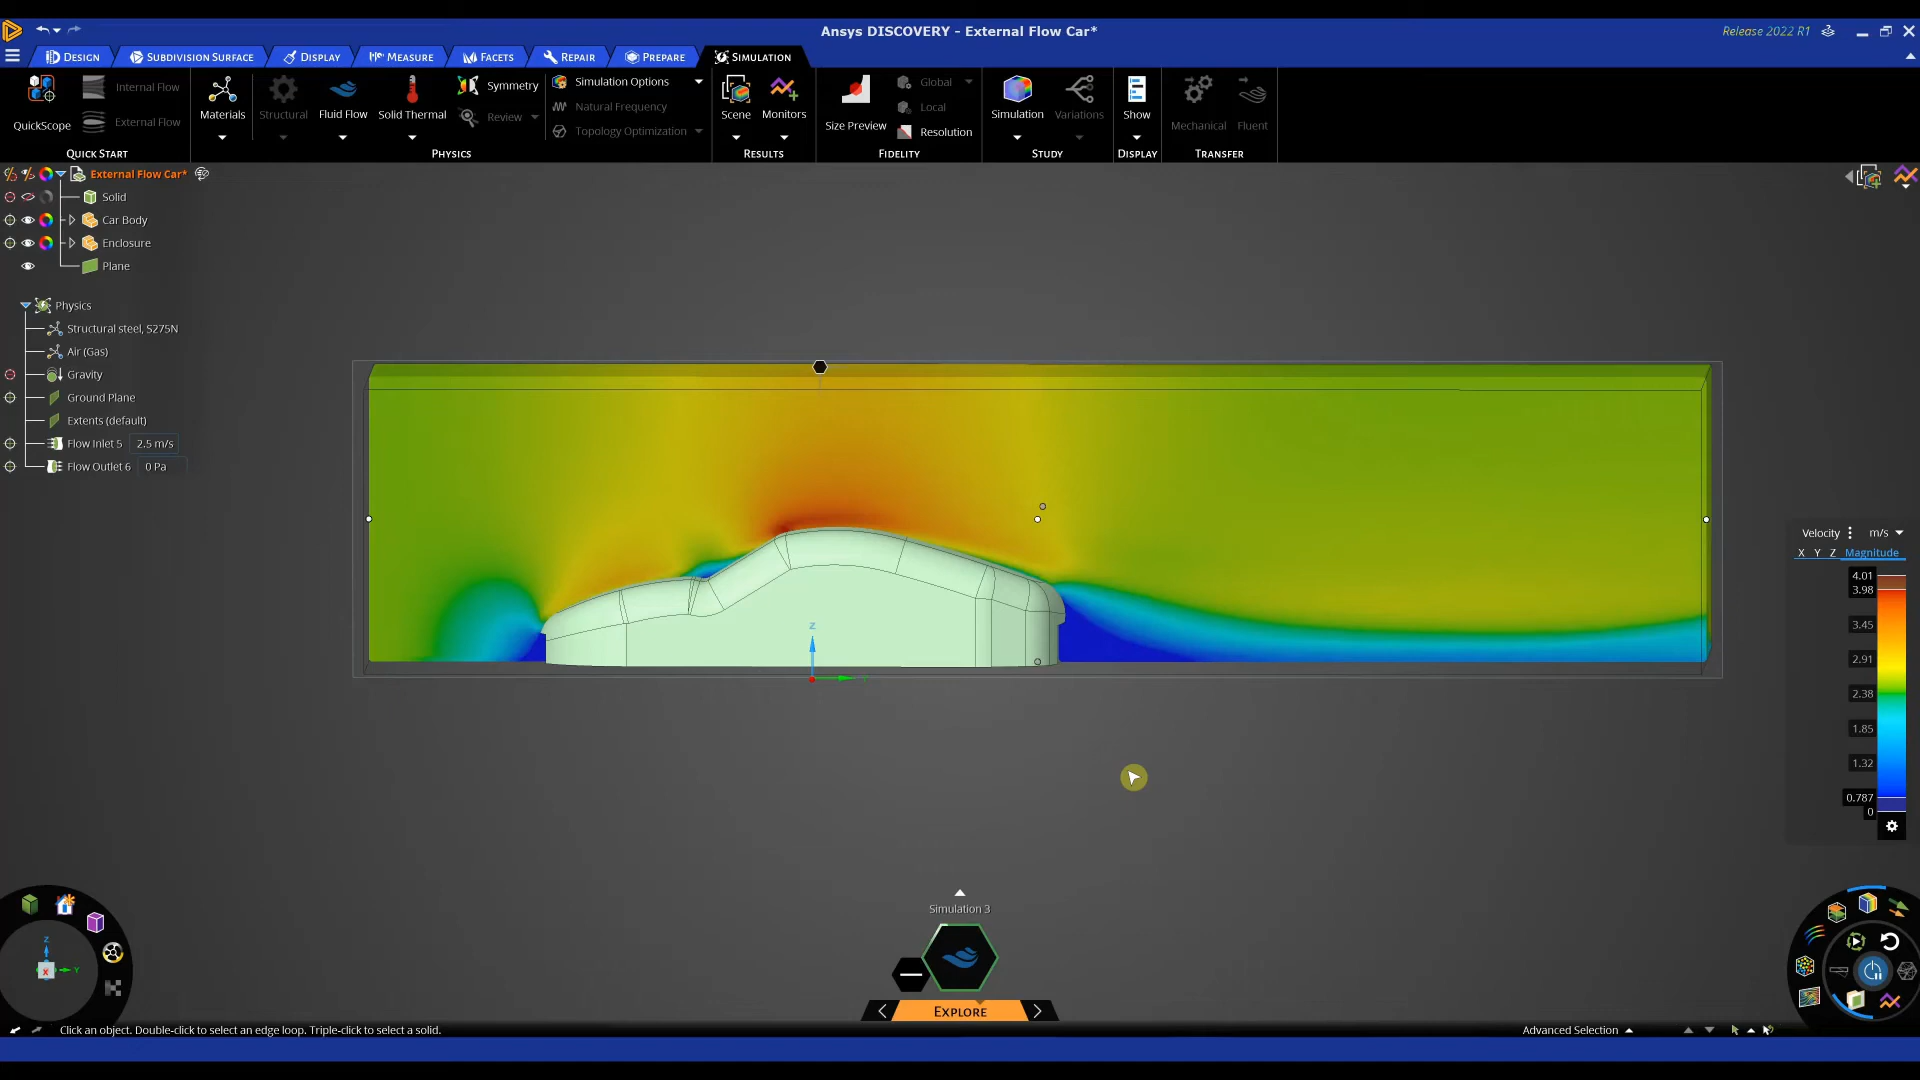 Ansys DISCOVERY - External Flow Car*
Release 2022 R1
DESIGN
SUBDIVISION SURFACE
DISPLAY
MEASURE
FACETS
REPAIR
PREPARE
SIMULATION
QuickScope
Internal Flow
External Flow
QUICK START
Materials
Structural
Fluid Flow
Solid Thermal
Symmetry
Review
Simulation Options
Natural Frequency
Topology Optimization
PHYSICS
Scene
Monitors
RESULTS
Size Preview
Global
Local
Resolution
FIDELITY
Simulation
Variations
STUDY
Show
DISPLAY
Mechanical
Fluent
TRANSFER
External Flow Car*
Solid
Car Body
Enclosure
Plane
Physics
Structural steel, S275N
Air (Gas)
Gravity
Ground Plane
Extents (default)
Flow Inlet 5 2.5 m/s
Flow Outlet 6 0 Pa
Z
Velocity m/s
X Y Z Magnitude
4.01
3.98
3.45
2.91
2.38
1.85
1.32
0.787
0
Simulation 3
EXPLORE
Z
X
Y
Click an object. Double-click to select an edge loop. Triple-click to select a solid.
Advanced Selection